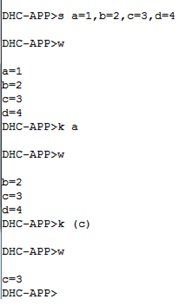 DHC-APP>s a=1,b=2,c=3,d=4
DHC-APP>w
a=1
b=2
c=3
d=4
DHC-APP>k a
DHC-APP>w
b=2
c=3
d=4
DHC-APP>k (c)
DHC-APP>w
c=3
DHC-APP>